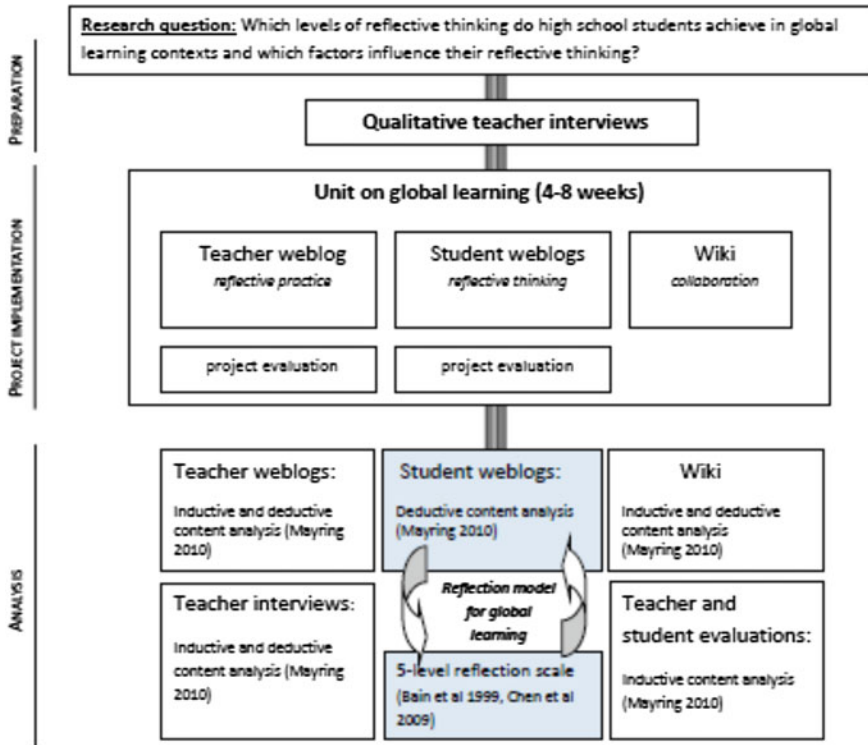 Research question: Which levels of reflective thinking do high school students achieve in global
learning contexts and which factors influence their reflective thinking?
PREPARATION
Qualitative teacher interviews
PROJECT IMPLEMENTATION
Unit on global learning (4-8 weeks)
Teacher weblog
reflective practice
Student weblogs
reflective thinking
Wiki
collaboration
project evaluation
project evaluation
ANALYSIS
Teacher weblogs:
Inductive and deductive
content analysis (Mayring
2010)
Student weblogs:
Deductive content analysis
(Mayring 2010)
Wiki
Inductive and deductive
content analysis
(Mayring 2010)
Teacher interviews:
Inductive and deductive
content analysis (Mayring
2010)
Reflection model
for global
learning
5-level reflection scale
(Bain et al 1999, Chen et al
2009)
Teacher and
student evaluations:
Inductive content analysis
(Mayring 2010)